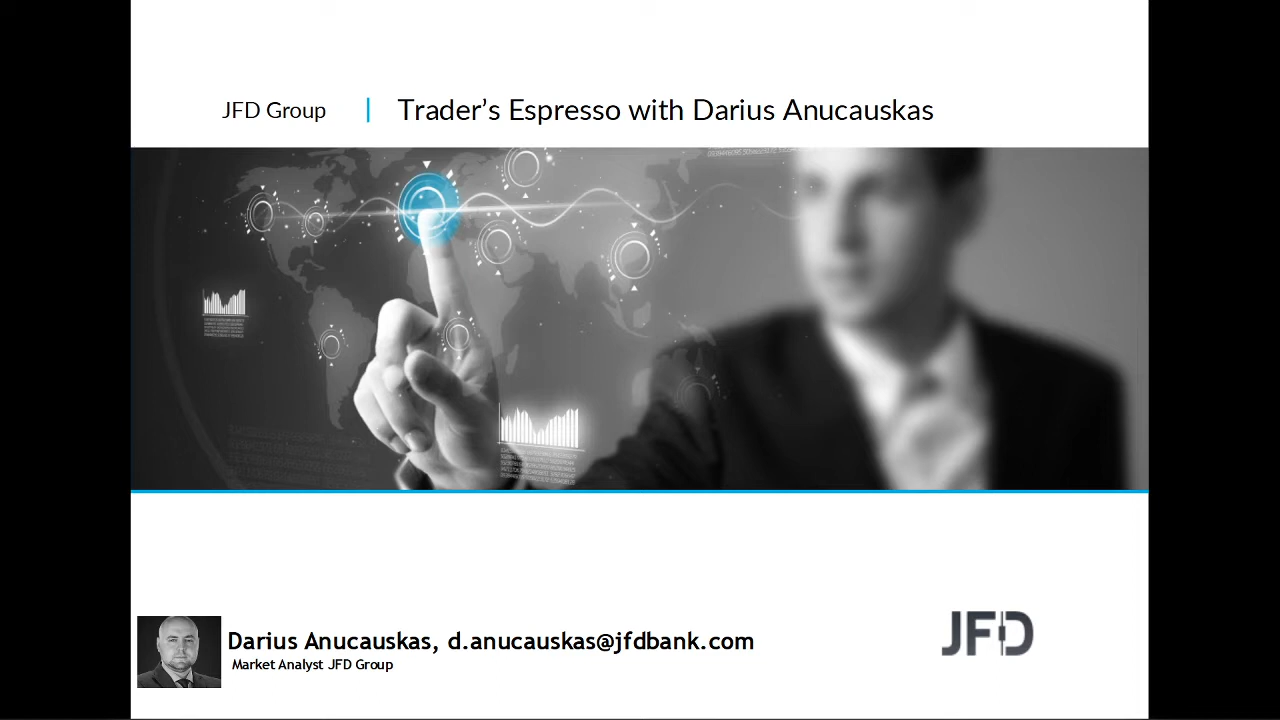 JFD Group
Trader’s Espresso with Darius Anucauskas
Darius Anucauskas, d.anucauskas@jfdbank.com
Market Analyst JFD Group
JFD